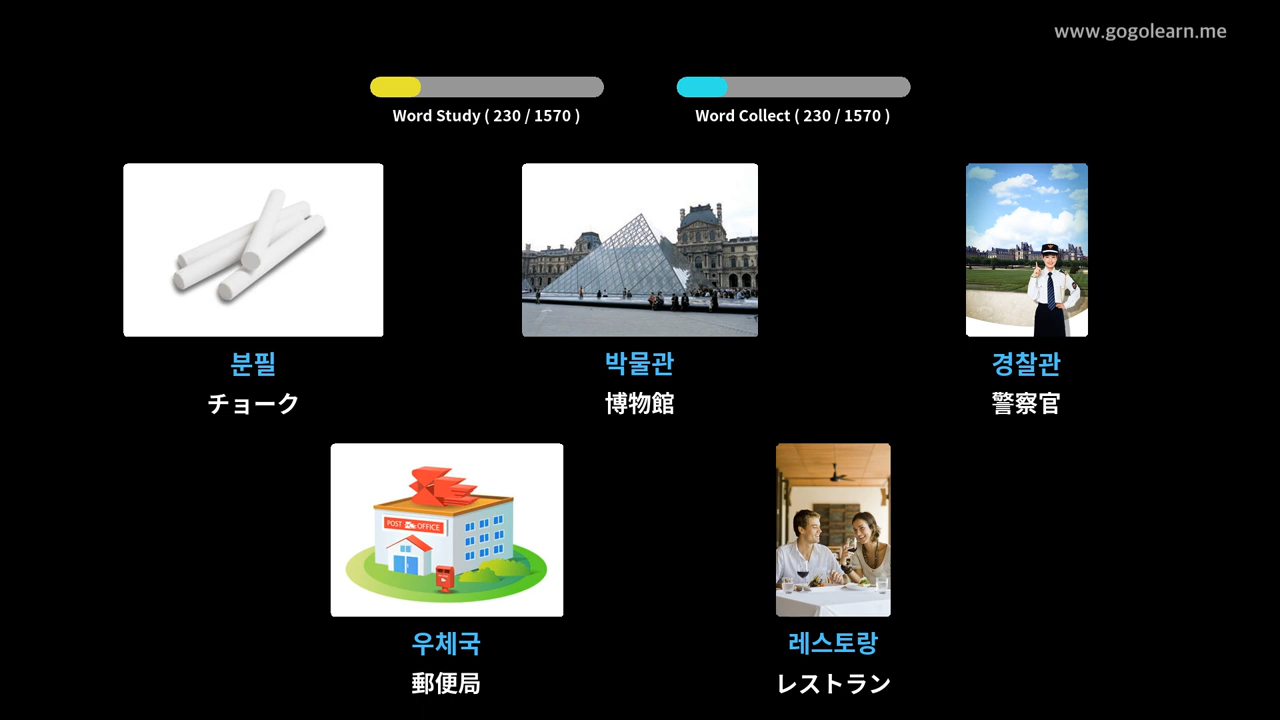 www.gogolearn.me
Word Study ( 230 / 1570 )
Word Collect ( 230 / 1570 )
분필
チョーク
박물관
博物館
경찰관
警察官
POST OFFICE
우체국
郵便局
레스토랑
レストラン